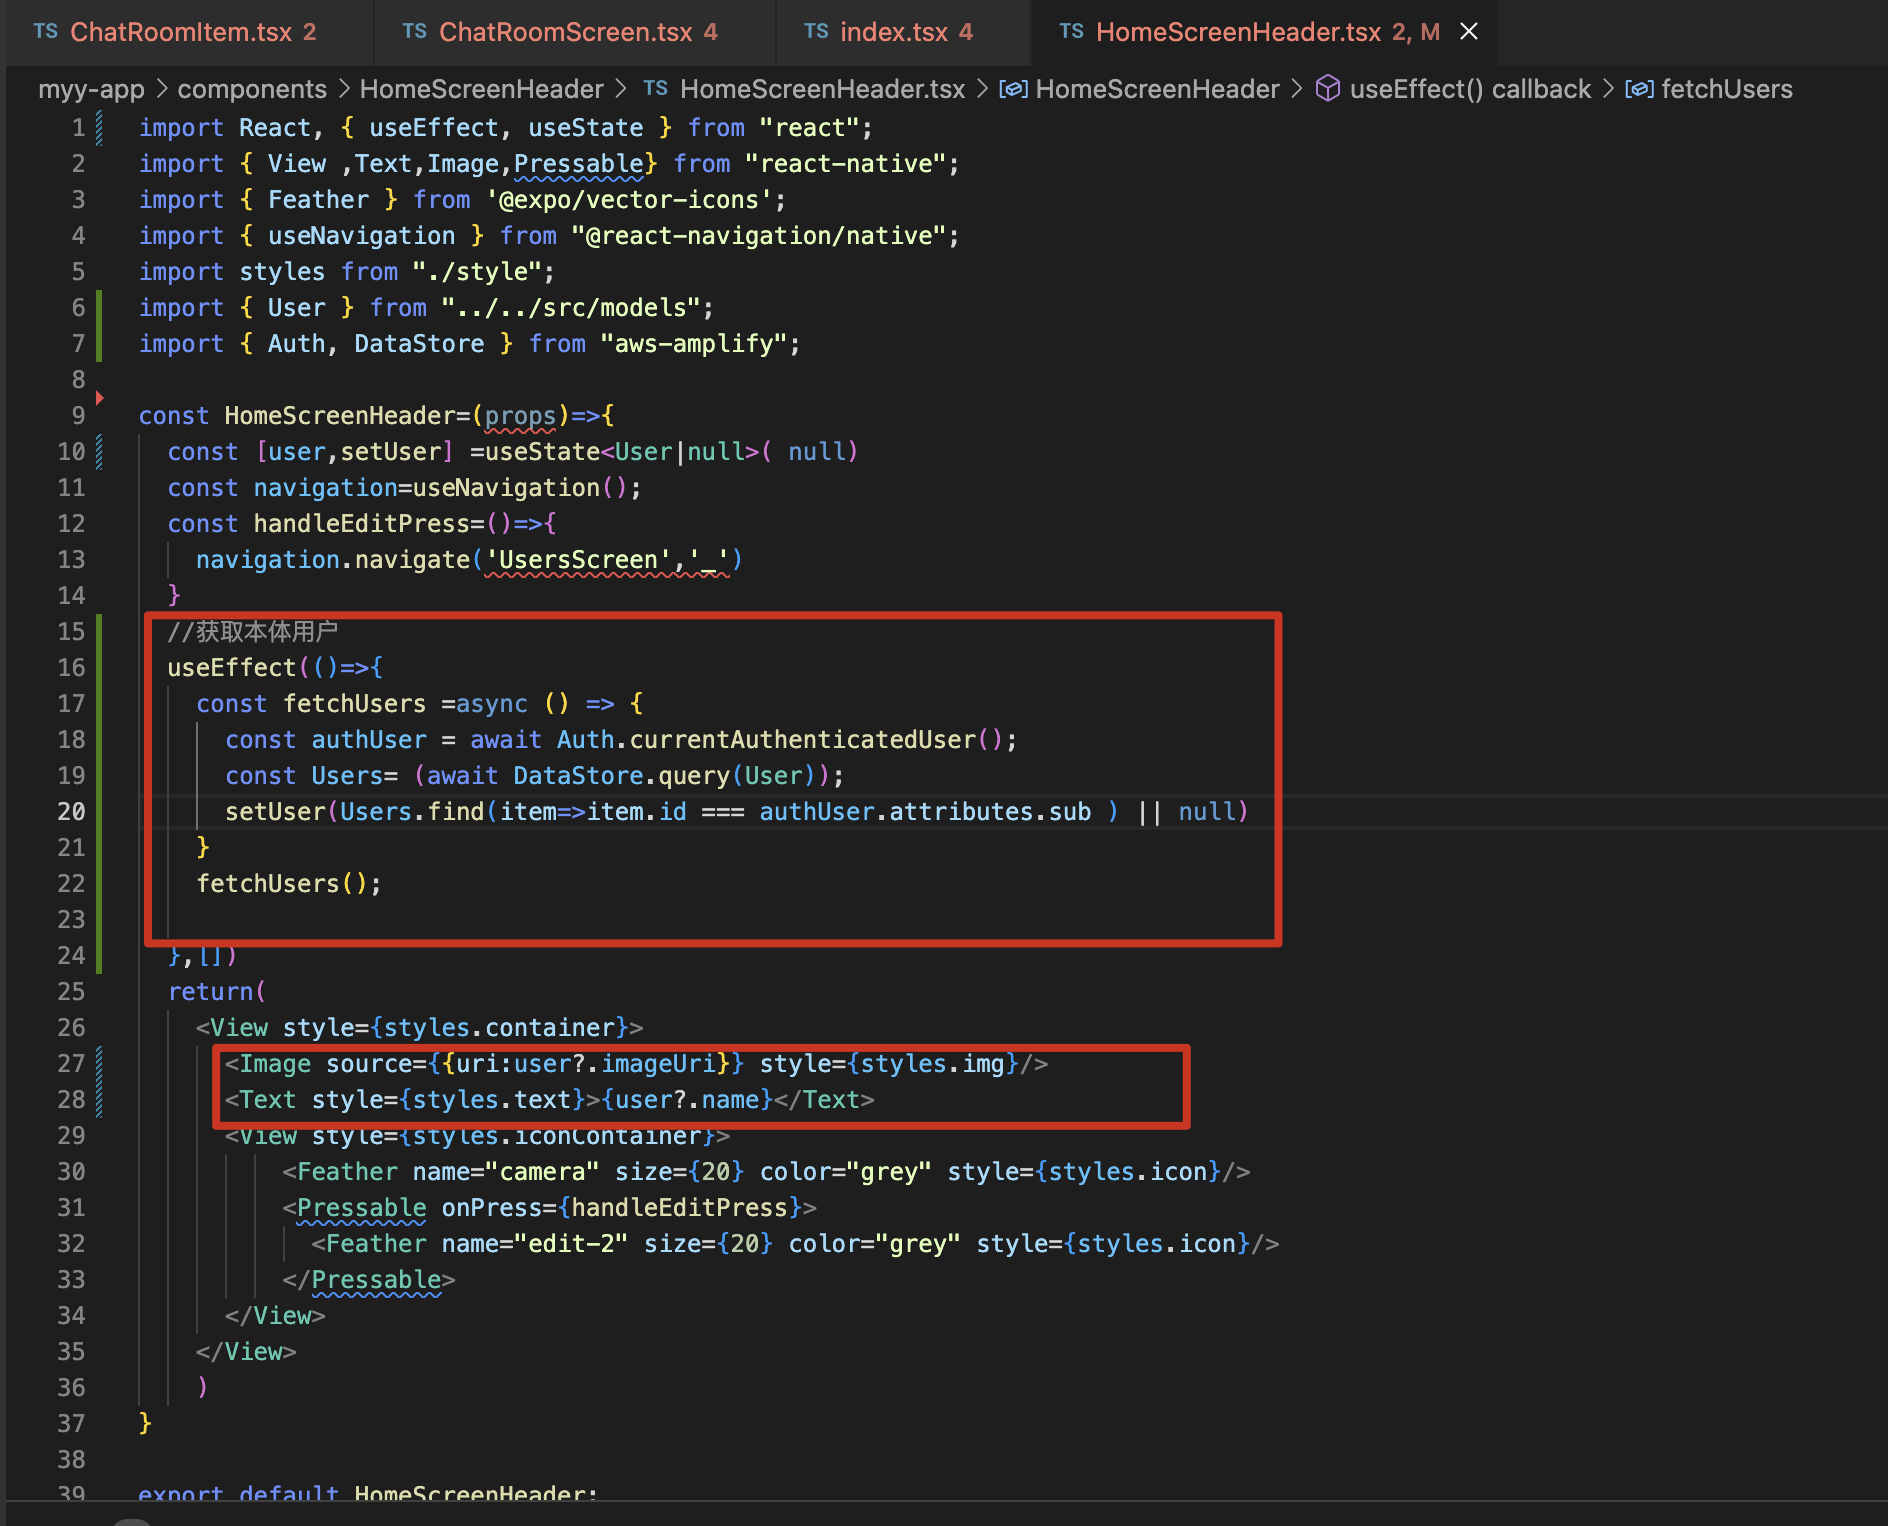 TS ChatRoomItem.tsx 2 TS ChatRoomScreen.tsx 4 TS index.tsx 4 TS HomeScreenHeader.tsx 2, M ×
myy-app > components > HomeScreenHeader > TS HomeScreenHeader.tsx > HomeScreenHeader > useEffect() callback > fetchUsers
1 import React, { useEffect, useState } from "react";
2 import { View ,Text,Image,Pressable} from "react-native";
3 import { Feather } from '@expo/vector-icons';
4 import { useNavigation } from "@react-navigation/native";
5 import styles from "./style";
6 import { User } from "../../src/models";
7 import { Auth, DataStore } from "aws-amplify";
8
9 const HomeScreenHeader=(props)=>{
10 const [user,setUser] =useState<User|null>( null)
11 const navigation=useNavigation();
12 const handleEditPress=()=>{
13 navigation.navigate('UsersScreen','_')
14 }
15 //获取本体用户
16 useEffect(()=>{
17 const fetchUsers =async () => {
18 const authUser = await Auth.currentAuthenticatedUser();
19 const Users= (await DataStore.query(User));
20 setUser(Users.find(item=>item.id === authUser.attributes.sub ) || null)
21 }
22 fetchUsers();
23
24 },[])
25 return(
26 <View style={styles.container}>
27 <Image source={{uri:user?.imageUri}} style={styles.img}/>
28 <Text style={styles.text}>{user?.name}</Text>
29 <View style={styles.iconContainer}>
30 <Feather name="camera" size={20} color="grey" style={styles.icon}/>
31 <Pressable onPress={handleEditPress}>
32 <Feather name="edit-2" size={20} color="grey" style={styles.icon}/>
33 </Pressable>
34 </View>
35 </View>
36 )
37 }
38
39 export default HomeScreenHeader;